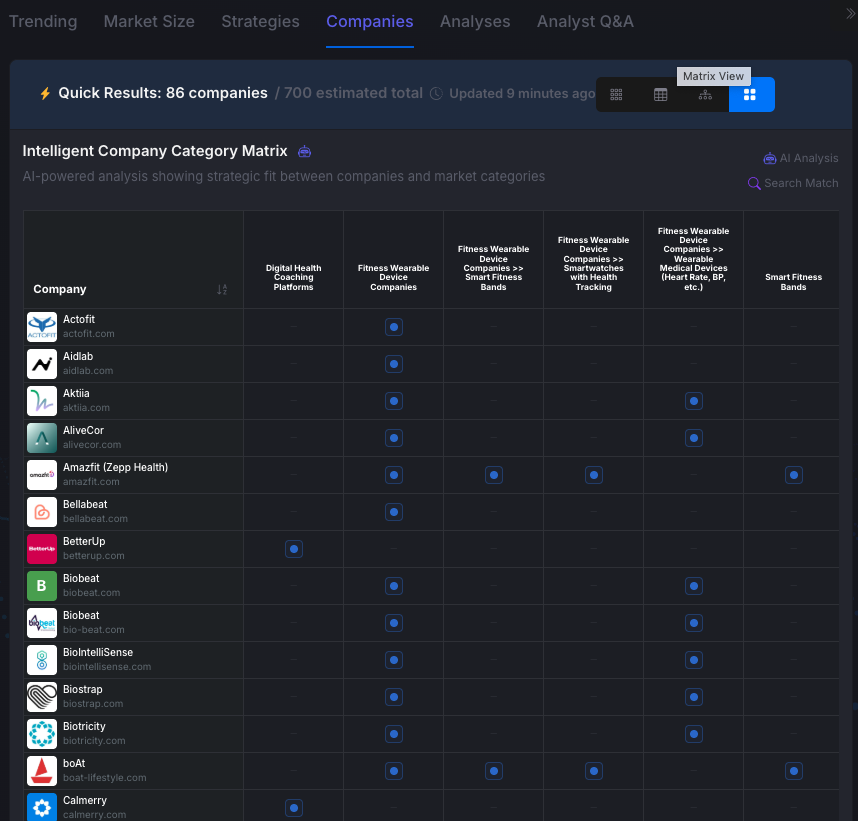 Trending Market Size Strategies Companies Analyses Analyst Q&A
Matrix View
Quick Results: 86 companies / 700 estimated total Updated 9 minutes ago
Intelligent Company Category Matrix
AI-powered analysis showing strategic fit between companies and market categories
AI Analysis
Search Match
Company
Digital Health
Coaching
Platforms
Fitness Wearable
Device
Companies
Fitness Wearable
Device
Companies >>
Smart Fitness
Bands
Fitness Wearable
Device
Companies >>
Smartwatches
with Health
Tracking
Fitness Wearable
Device
Companies >>
Wearable
Medical Devices
(Heart Rate, BP,
etc.)
Smart Fitness
Bands
ACTOFIT
Actofit
actofit.com
Aidlab
aidlab.com
Aktiia
aktiia.com
AliveCor
alivecor.com
amazfit
Amazfit (Zepp Health)
amazfit.com
Bellabeat
bellabeat.com
BetterUp
BetterUp
betterup.com
B
Biobeat
biobeat.com
biobeat
Biobeat
bio-beat.com
BioIntelliSense
biointellisense.com
Biostrap
biostrap.com
Biotricity
biotricity.com
boAt
boat-lifestyle.com
Calmerry
calmerry.com